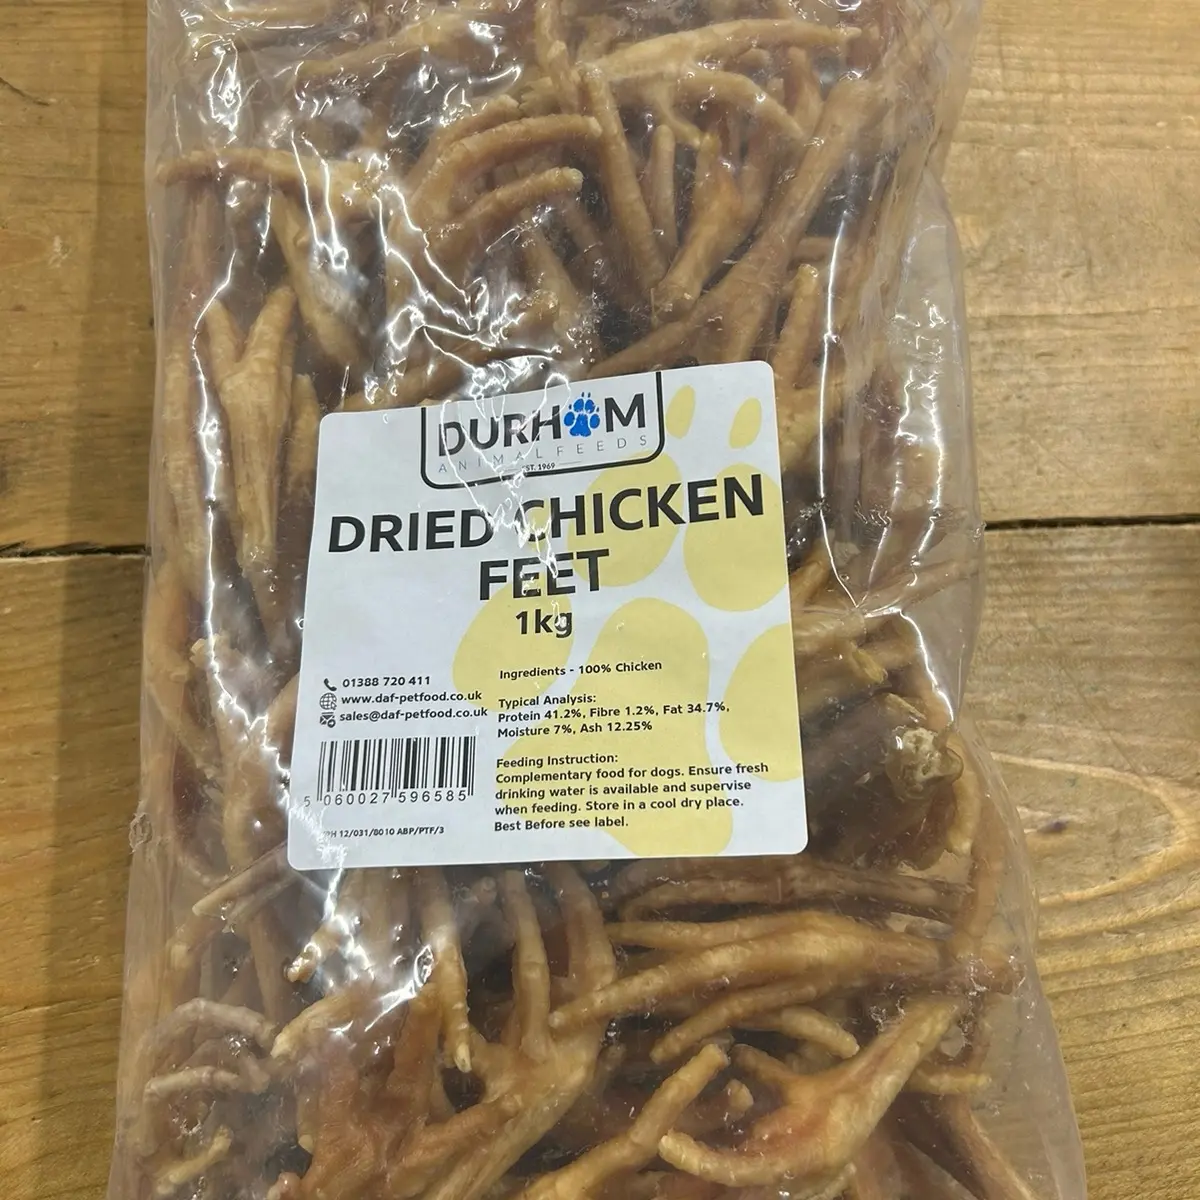 DURHAM
ANIMALFEEDS
EST. 1969
DRIED CHICKEN
FEET
1kg
Ingredients - 100% Chicken
01388 720 411
www.daf-petfood.co.uk
sales@daf-petfood.co.uk
Typical Analysis:
Protein 41.2%, Fibre 1.2%, Fat 34.7%,
Moisture 7%, Ash 12.25%
Feeding Instruction:
Complementary food for dogs. Ensure fresh
drinking water is available and supervise
when feeding. Store in a cool dry place.
Best Before see label.
5 060027 596585
12/031/8010 ABP/PTF/3